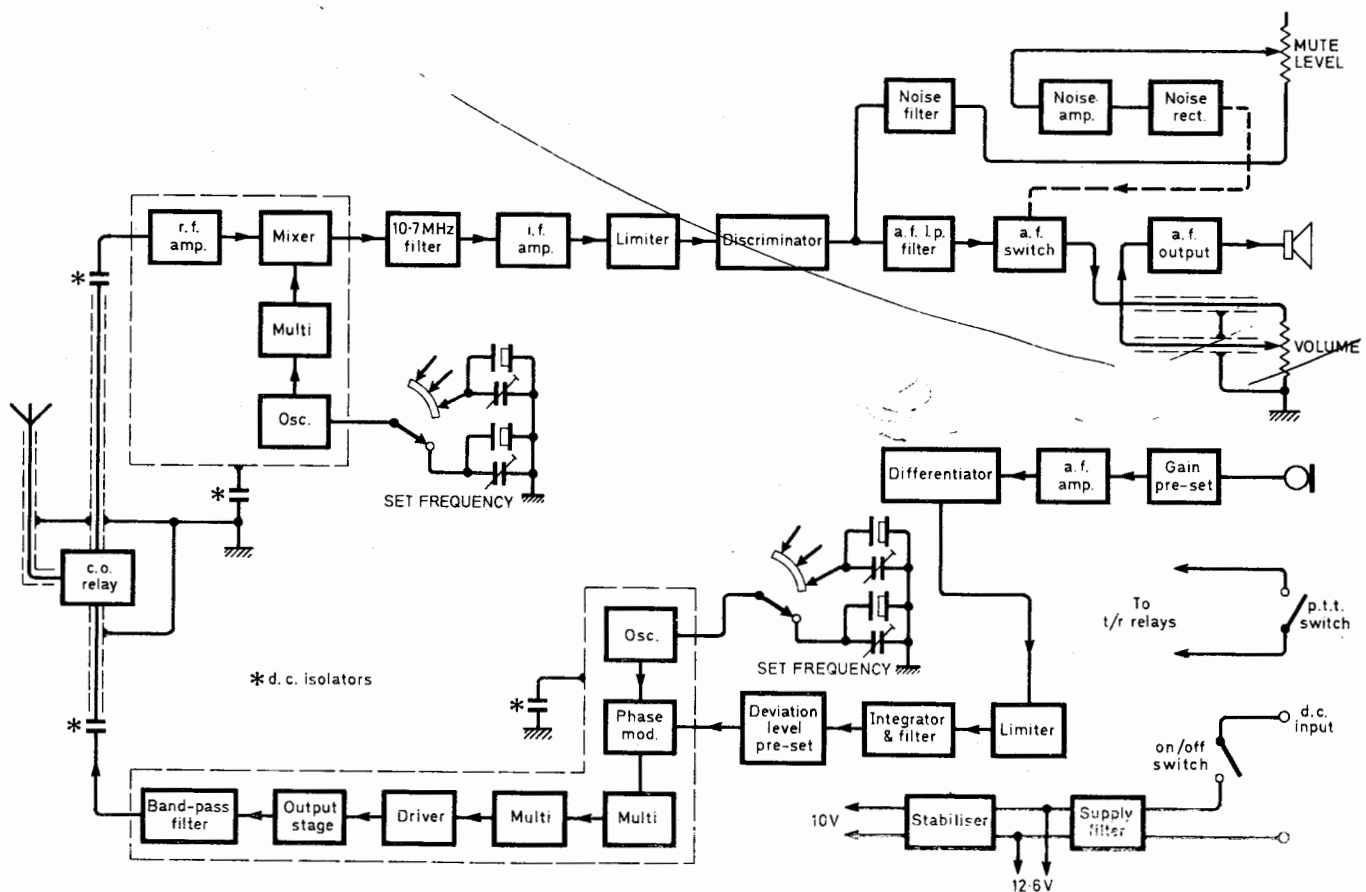 MUTE
LEVEL
Noise
filter
Noise
amp.
Noise
rect.
r.f.
amp.
Mixer
10·7MHz
filter
i.f.
amp.
Limiter
Discriminator
a.f. l.p.
filter
a.f.
switch
a.f.
output
*
Multi
VOLUME
Osc.
SET FREQUENCY
*
Differentiator
a.f.
amp.
Gain
pre-set
c.o.
relay
To
t/r relays
p.t.t.
switch
Osc.
SET FREQUENCY
* d.c. isolators
*
*
Phase
mod.
Deviation
level
pre-set
Integrator
& filter
Limiter
d.c.
input
on/off
switch
Band-pass
filter
Output
stage
Driver
Multi
Multi
10V
Stabiliser
Supply
filter
12·6V